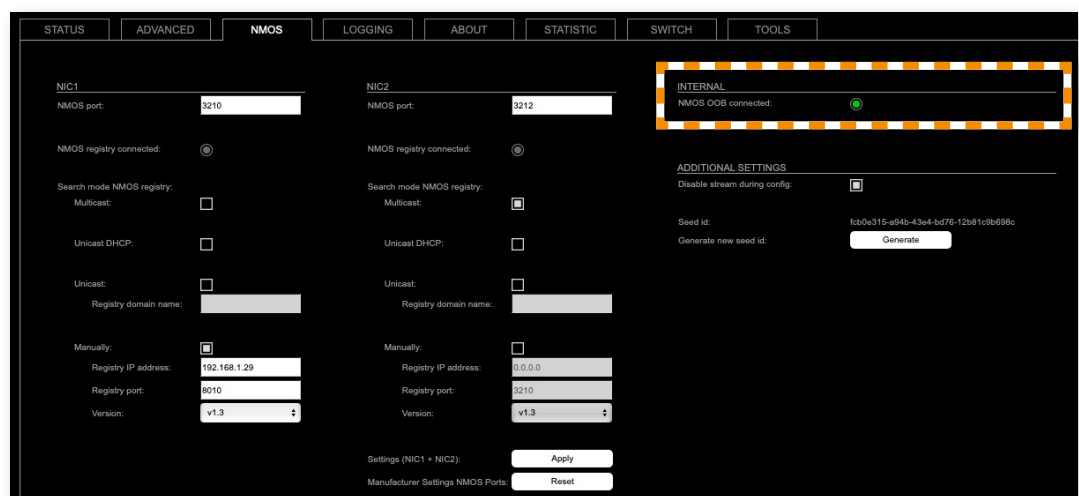 STATUS ADVANCED NMOS LOGGING ABOUT STATISTIC SWITCH TOOLS
NIC1
NMOS port: 3210
NMOS registry connected:
Search mode NMOS registry:
Multicast:
Unicast DHCP:
Unicast:
Registry domain name:
Manually:
Registry IP address: 192.168.1.29
Registry port: 8010
Version: v1.3
NIC2
NMOS port: 3212
NMOS registry connected:
Search mode NMOS registry:
Multicast:
Unicast DHCP:
Unicast:
Registry domain name:
Manually:
Registry IP address: 0.0.0.0
Registry port: 3210
Version: v1.3
Settings (NIC1 + NIC2): Apply
Manufacturer Settings NMOS Ports: Reset
INTERNAL
NMOS OOB connected:
ADDITIONAL SETTINGS
Disable stream during config:
Seed id: fcb0e315-a94b-43e4-bd76-12b81c9b698c
Generate new seed id: Generate